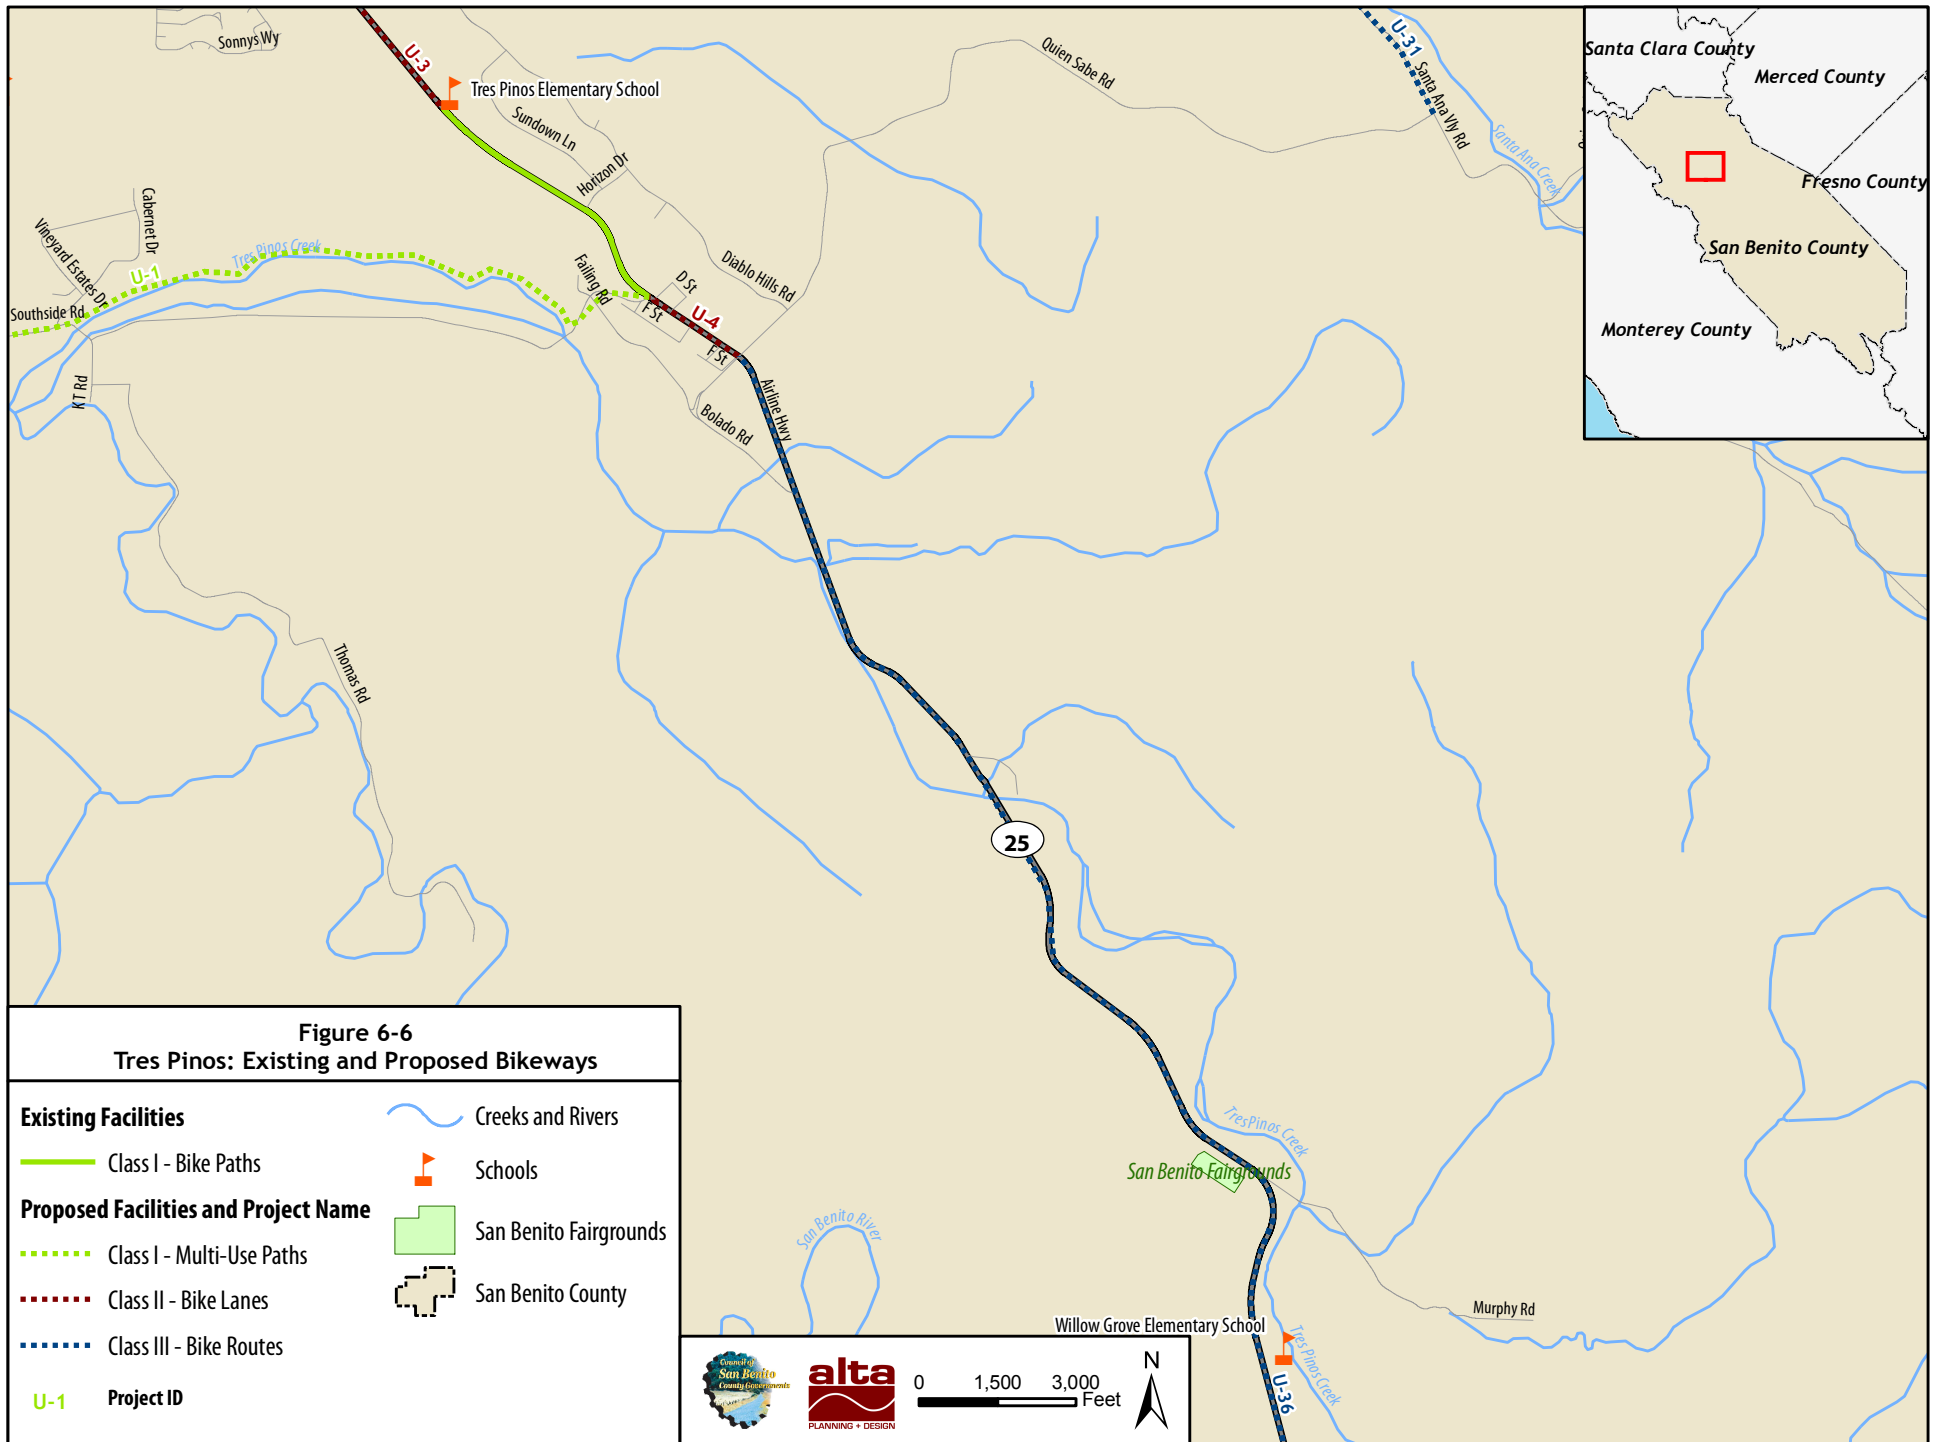 Sonnys Wy
U-3
Tres Pinos Elementary School
Sundown Ln
Horizon Dr
Quien Sabe Rd
U-31
Santa Ana Vly Rd
Santa Ana Creek
Santa Clara County
Merced County
Fresno County
San Benito County
Monterey County
Cabernet Dr
Vineyard Estates Dr
Tres Pinos Creek
U-1
Southside Rd
Failing Rd
D St
Diablo Hills Rd
F St
U-4
F St
K T Rd
Airline Hwy
Bolado Rd
Thomas Rd
25
Tres Pinos Creek
San Benito Fairgrounds
San Benito River
Murphy Rd
Willow Grove Elementary School
Tres Pinos Creek
U-36
Figure 6-6
Tres Pinos: Existing and Proposed Bikeways
Existing Facilities
Class I - Bike Paths
Proposed Facilities and Project Name
Class I - Multi-Use Paths
Class II - Bike Lanes
Class III - Bike Routes
U-1 Project ID
Creeks and Rivers
Schools
San Benito Fairgrounds
San Benito County
Council of
San Benito
County Governments
alta
PLANNING + DESIGN
0 1,500 3,000
Feet
N